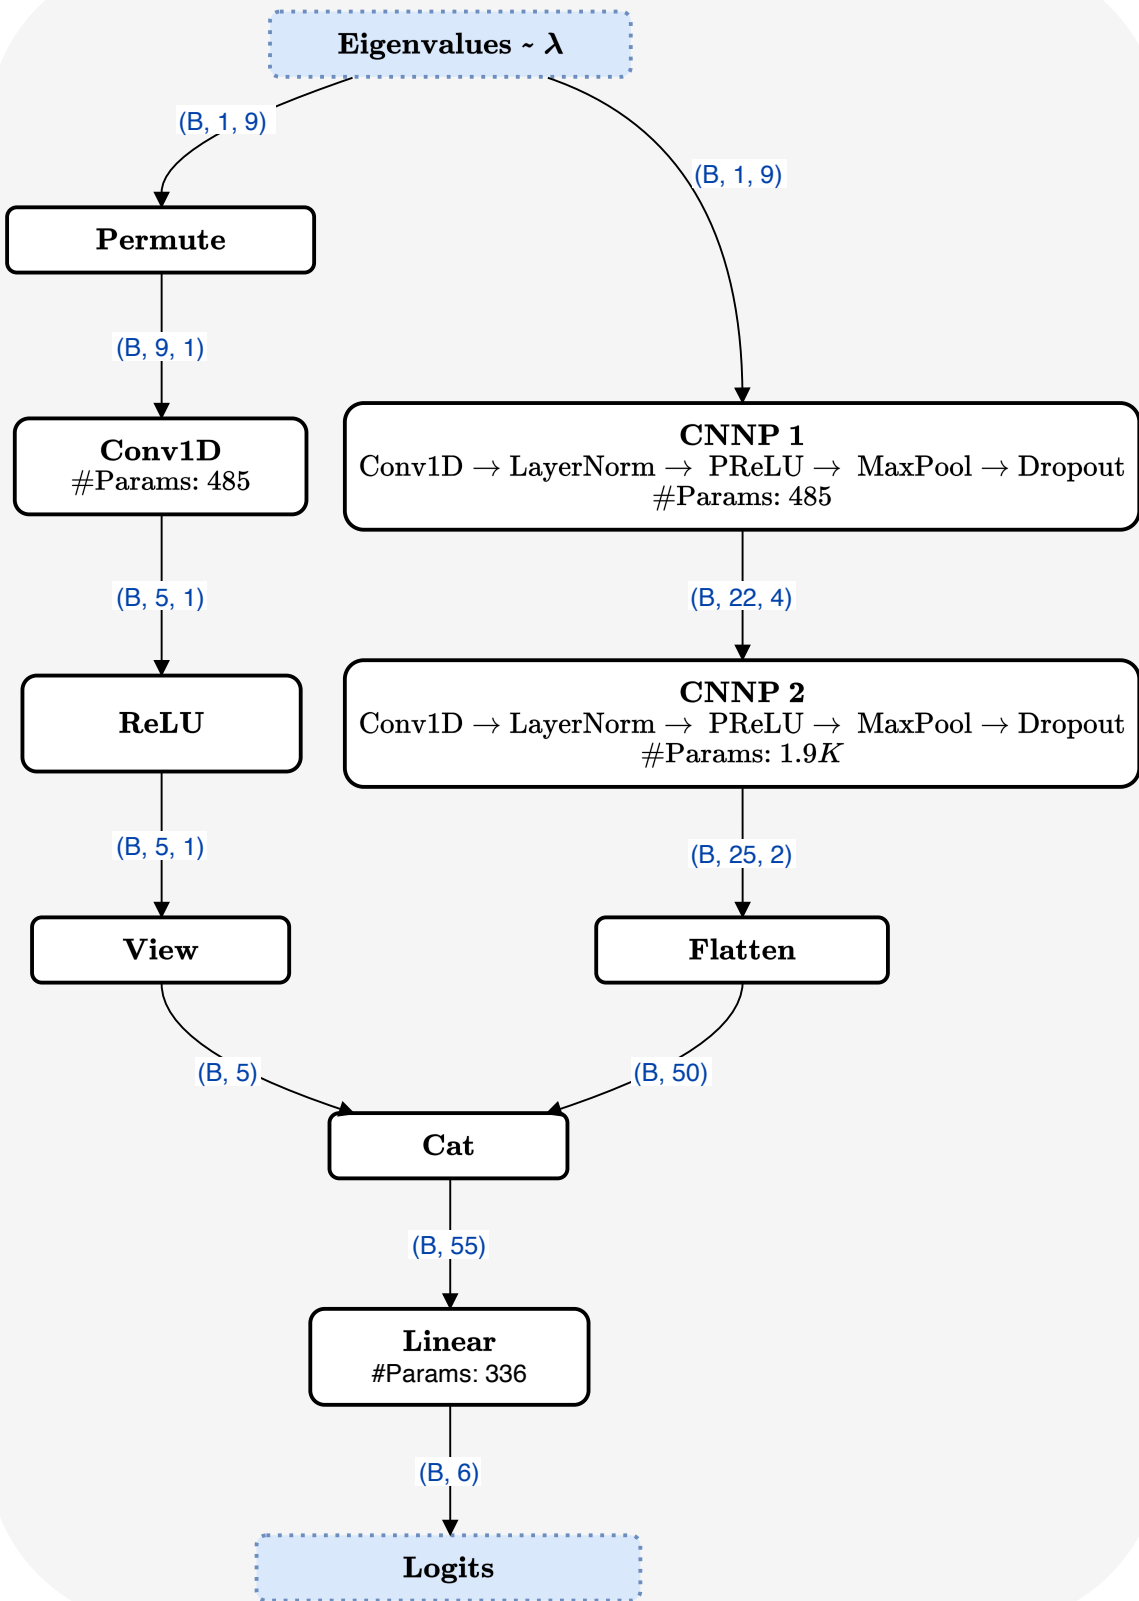 Eigenvalues ~ λ
(B, 1, 9)
(B, 1, 9)
Permute
(B, 9, 1)
Conv1D
#Params: 485
CNNP 1
Conv1D → LayerNorm → PReLU → MaxPool → Dropout
#Params: 485
(B, 5, 1)
(B, 22, 4)
ReLU
CNNP 2
Conv1D → LayerNorm → PReLU → MaxPool → Dropout
#Params: 1.9K
(B, 5, 1)
(B, 25, 2)
View
Flatten
(B, 5)
(B, 50)
Cat
(B, 55)
Linear
#Params: 336
(B, 6)
Logits